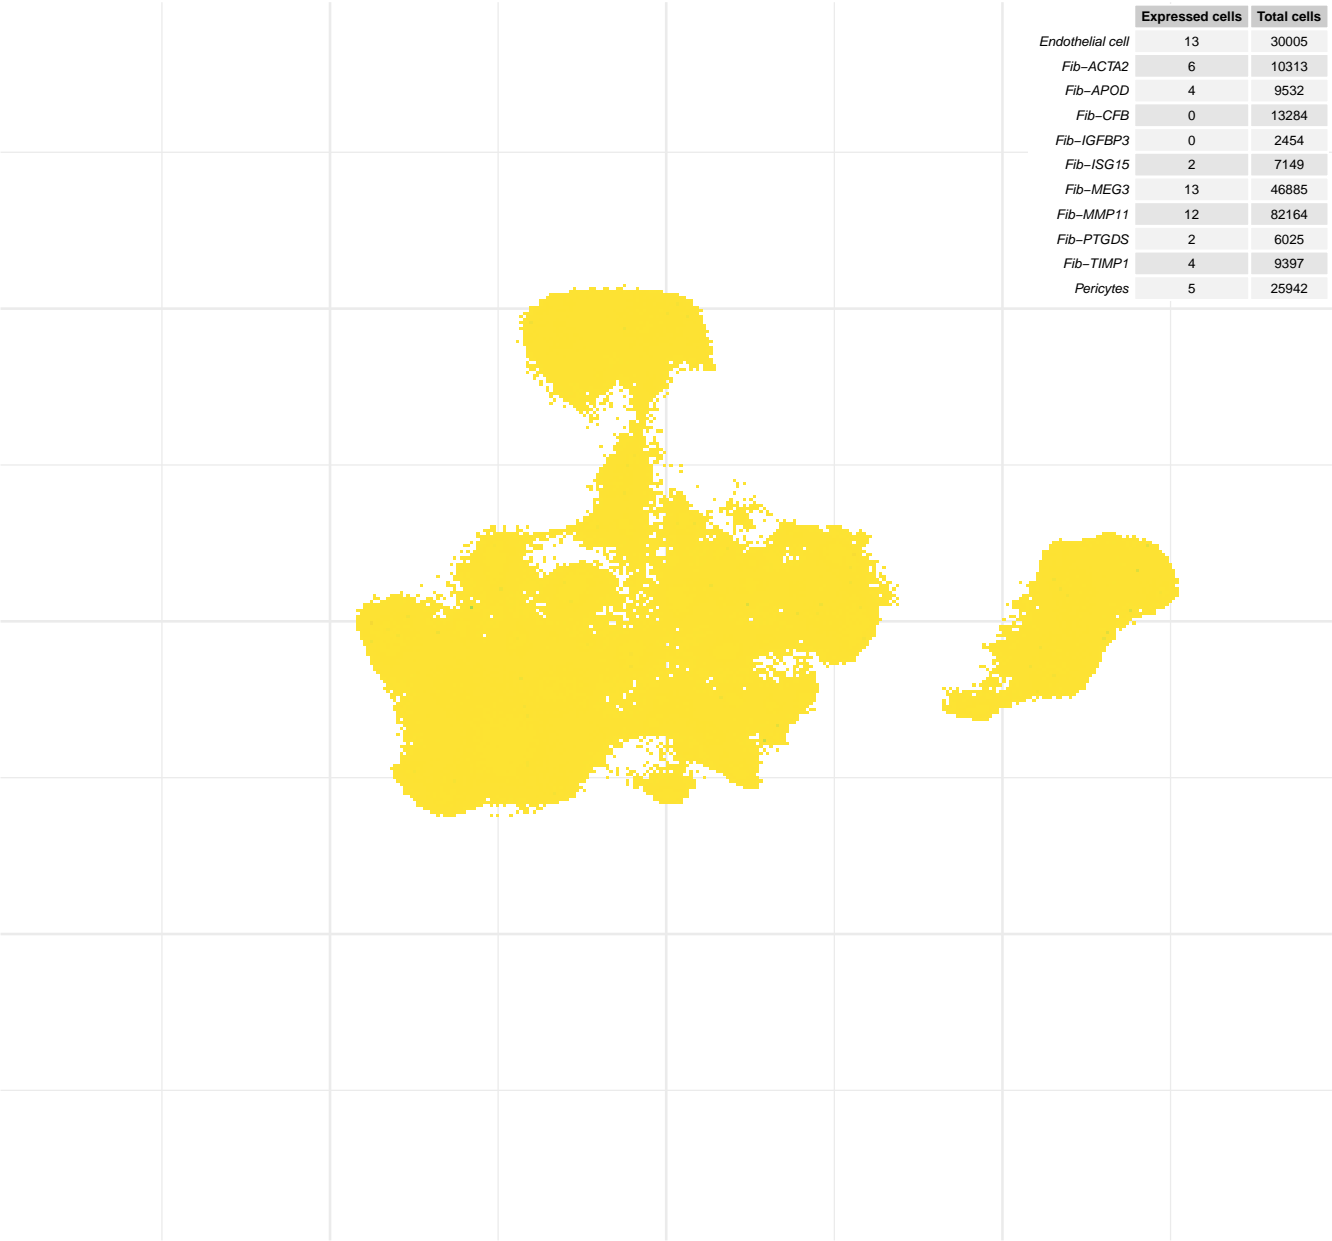 Expressed cells Total cells
Endothelial cell 13 30005
Fib−ACTA2 6 10313
Fib−APOD 4 9532
Fib−CFB 0 13284
Fib−IGFBP3 0 2454
Fib−ISG15 2 7149
Fib−MEG3 13 46885
Fib−MMP11 12 82164
Fib−PTGDS 2 6025
Fib−TIMP1 4 9397
Pericytes 5 25942